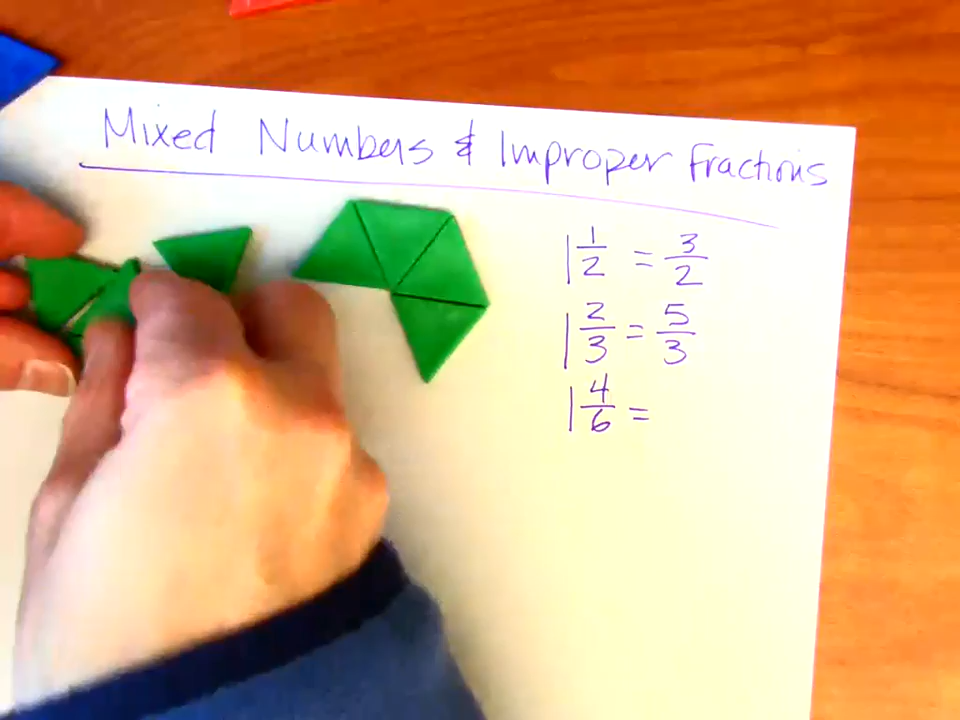 Mixed Numbers & Improper Fractions
1 1/2 = 3/2
1 2/3 = 5/3
1 4/6 =